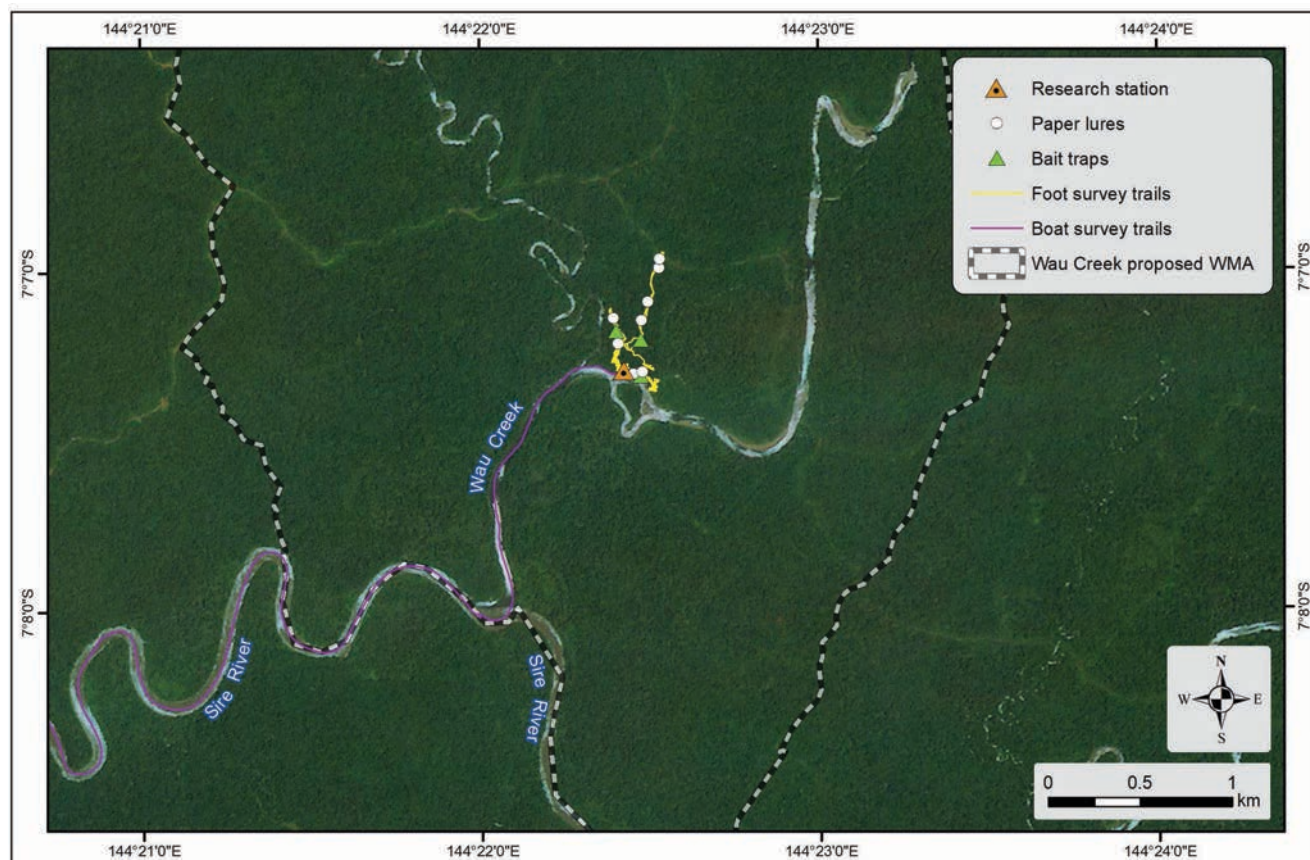 144°21'0"E
144°22'0"E
144°23'0"E
144°24'0"E
Research station
Paper lures
Bait traps
Foot survey trails
Boat survey trails
Wau Creek proposed WMA
7°7'0"S
7°7'0"S
Wau Creek
7°8'0"S
7°8'0"S
Sire River
Sire River
N
W
E
S
0
0.5
1
km
144°21'0"E
144°22'0"E
144°23'0"E
144°24'0"E